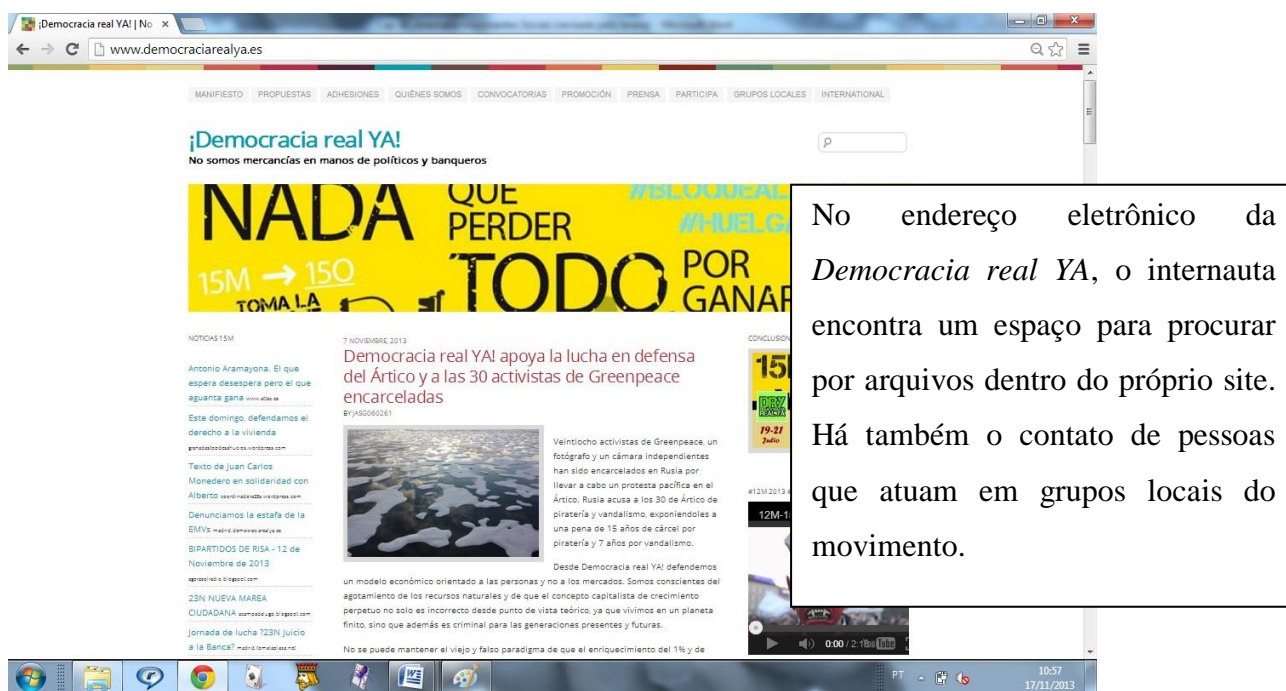 ¡Democracia real YA! | No
www.democraciarealya.es
MANIFIESTO PROPUESTAS ADHESIONES QUIÉNES SOMOS CONVOCATORIAS PROMOCIÓN PRENSA PARTICIPA GRUPOS LOCALES INTERNATIONAL
¡Democracia real YA!
No somos mercancías en manos de políticos y banqueros
NADA QUE PERDER
TODO POR GANAR
15M → 15O
TOMA LA
NOTICIAS 15M
Antonio Aramayona. El que
espera desespera pero el que
aguanta gana
Este domingo, defendamos el
derecho a la vivienda
Texto de Juan Carlos
Monedero en solidaridad con
Alberto
Denunciamos la estafa de la
EMVs
BIPARTIDOS DE RISA - 12 de
Noviembre de 2013
23N NUEVA MAREA
CIUDADANA
Jornada de lucha ?23N Juicio
a la Banca?
7 NOVIEMBRE, 2013
Democracia real YA! apoya la lucha en defensa
del Ártico y a las 30 activistas de Greenpeace
encarceladas
BY JASG060261
Veintiocho activistas de Greenpeace, un
fotógrafo y un cámara independientes
han sido encarcelados en Rusia por
llevar a cabo un protesta pacífica en el
Ártico. Rusia acusa a los 30 de Ártico de
piratería y vandalismo, exponiendoles a
una pena de 15 años de cárcel por
piratería y 7 años por vandalismo.
Desde Democracia real YA! defendemos
un modelo económico orientado a las personas y no a los mercados. Somos conscientes del
agotamiento de los recursos naturales y de que el concepto capitalista de crecimiento
perpetuo no solo es incorrecto desde punto de vista teórico, ya que vivimos en un planeta
finito, sino que además es criminal para las generaciones presentes y futuras.
No se puede mantener el viejo y falso paradigma de que el enriquecimiento del 1% y de
DRY
19-21
Julio
#12M2013
12M-1
0:00 / 2:18
No endereço eletrônico da
Democracia real YA, o internauta
encontra um espaço para procurar
por arquivos dentro do próprio site.
Há também o contato de pessoas
que atuam em grupos locais do
movimento.
PT
10:57
17/11/2013